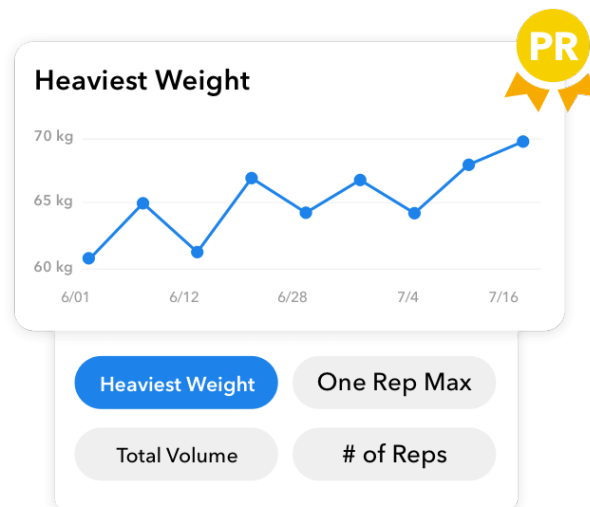 PR
Heaviest Weight
70 kg
65 kg
60 kg
6/01 6/12 6/28 7/4 7/16
Heaviest Weight One Rep Max
Total Volume # of Reps